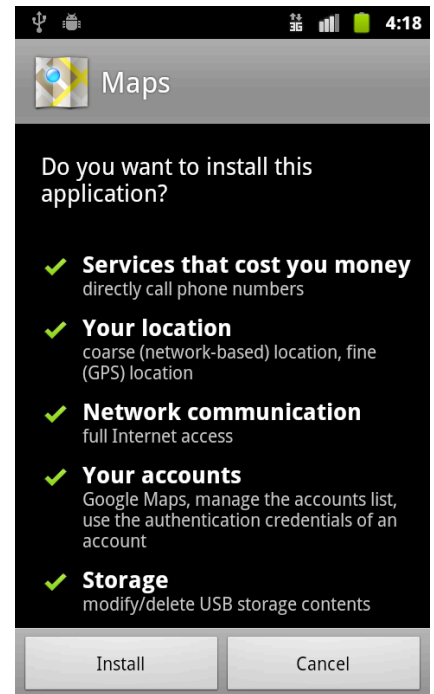 3G 4:18
Maps
Do you want to install this
application?
Services that cost you money
directly call phone numbers
Your location
coarse (network-based) location, fine
(GPS) location
Network communication
full Internet access
Your accounts
Google Maps, manage the accounts list,
use the authentication credentials of an
account
Storage
modify/delete USB storage contents
Install Cancel